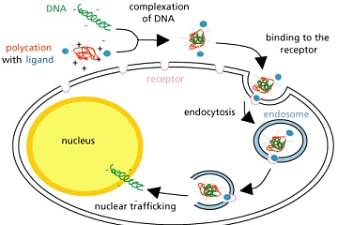 DNA
complexation
of DNA
polycation
with ligand
binding to the
receptor
receptor
endocytosis
endosome
nucleus
nuclear trafficking